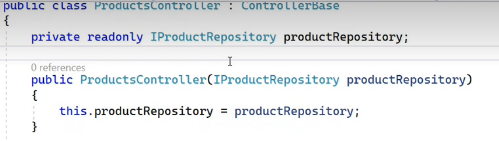 public class ProductsController : ControllerBase
{
private readonly IProductRepository productRepository;
0 references
public ProductsController(IProductRepository productRepository)
{
this.productRepository = productRepository;
}